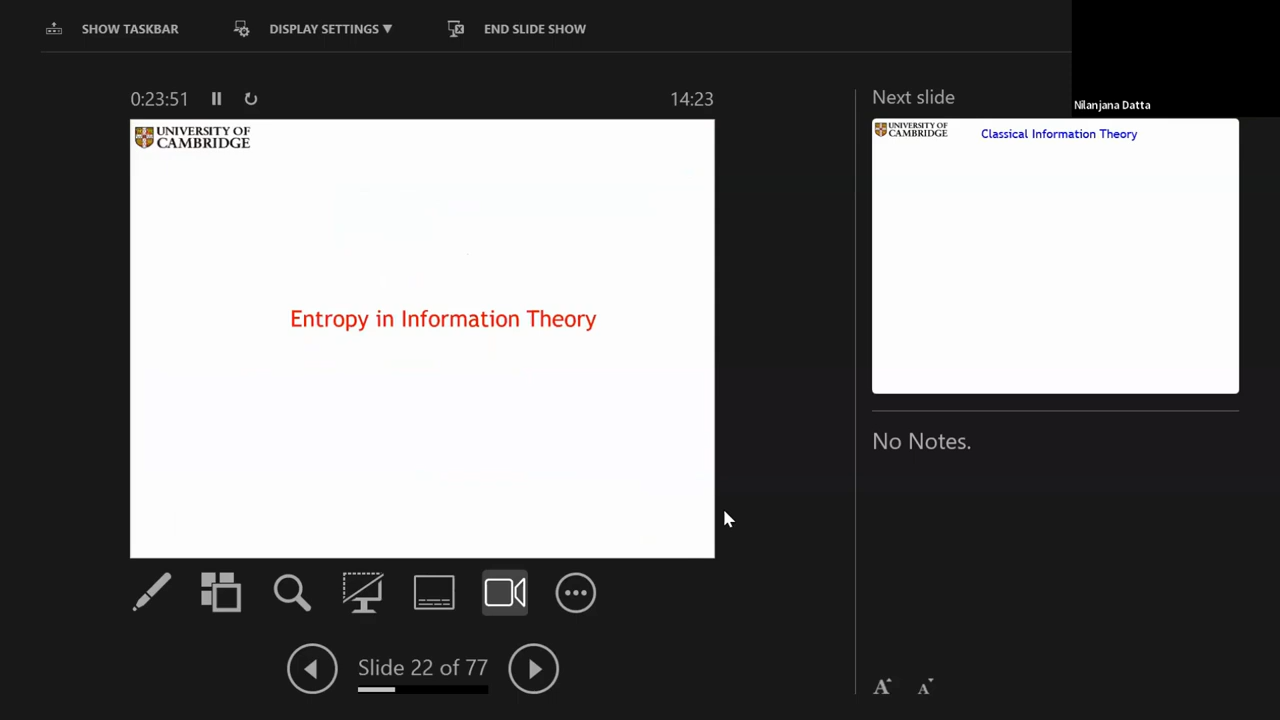 SHOW TASKBAR
DISPLAY SETTINGS ▼
END SLIDE SHOW
0:23:51
14:23
UNIVERSITY OF
CAMBRIDGE
Entropy in Information Theory
Slide 22 of 77
Next slide
Nilanjana Datta
UNIVERSITY OF
CAMBRIDGE
Classical Information Theory
No Notes.
A A